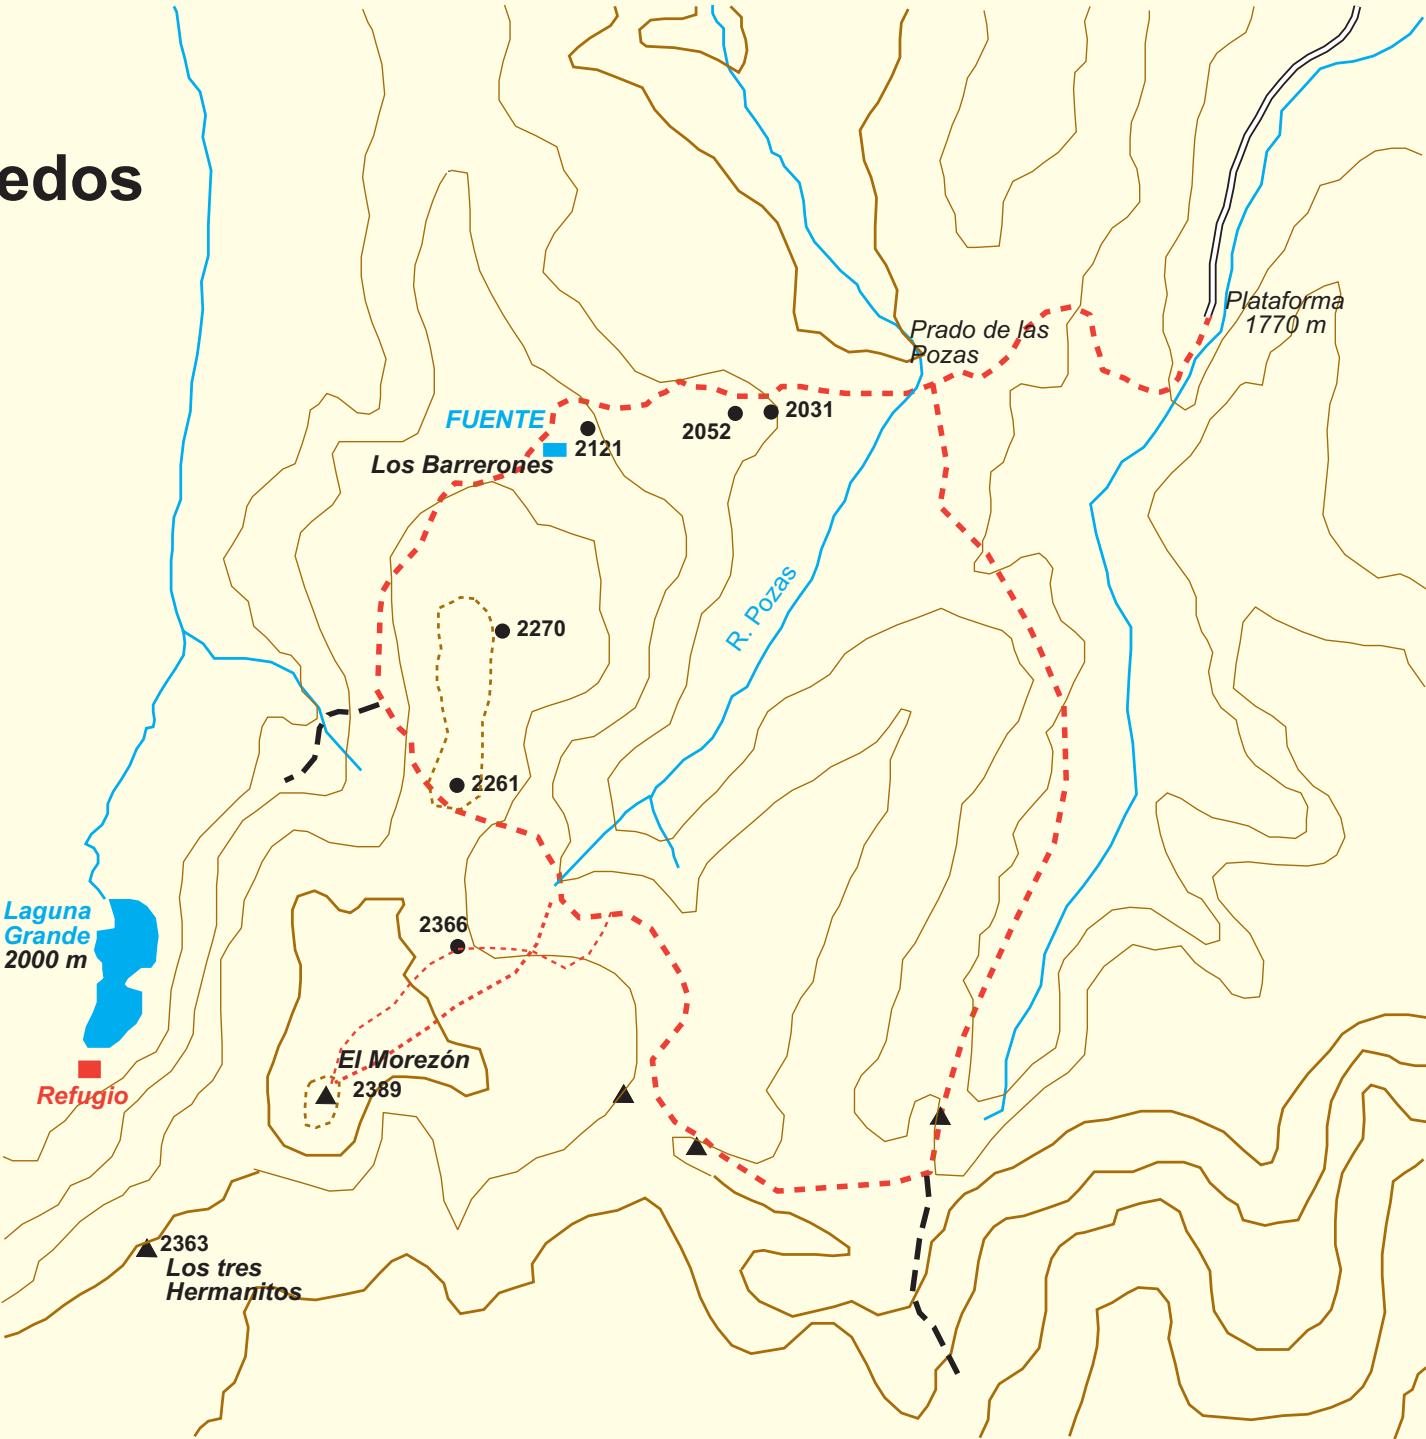 edos
Plataforma
1770 m
Prado de las
Pozas
2031
FUENTE
2052
2121
Los Barrerones
R. Pozas
2270
2261
Laguna
Grande
2000 m
2366
El Morezón
2389
Refugio
2363
Los tres
Hermanitos